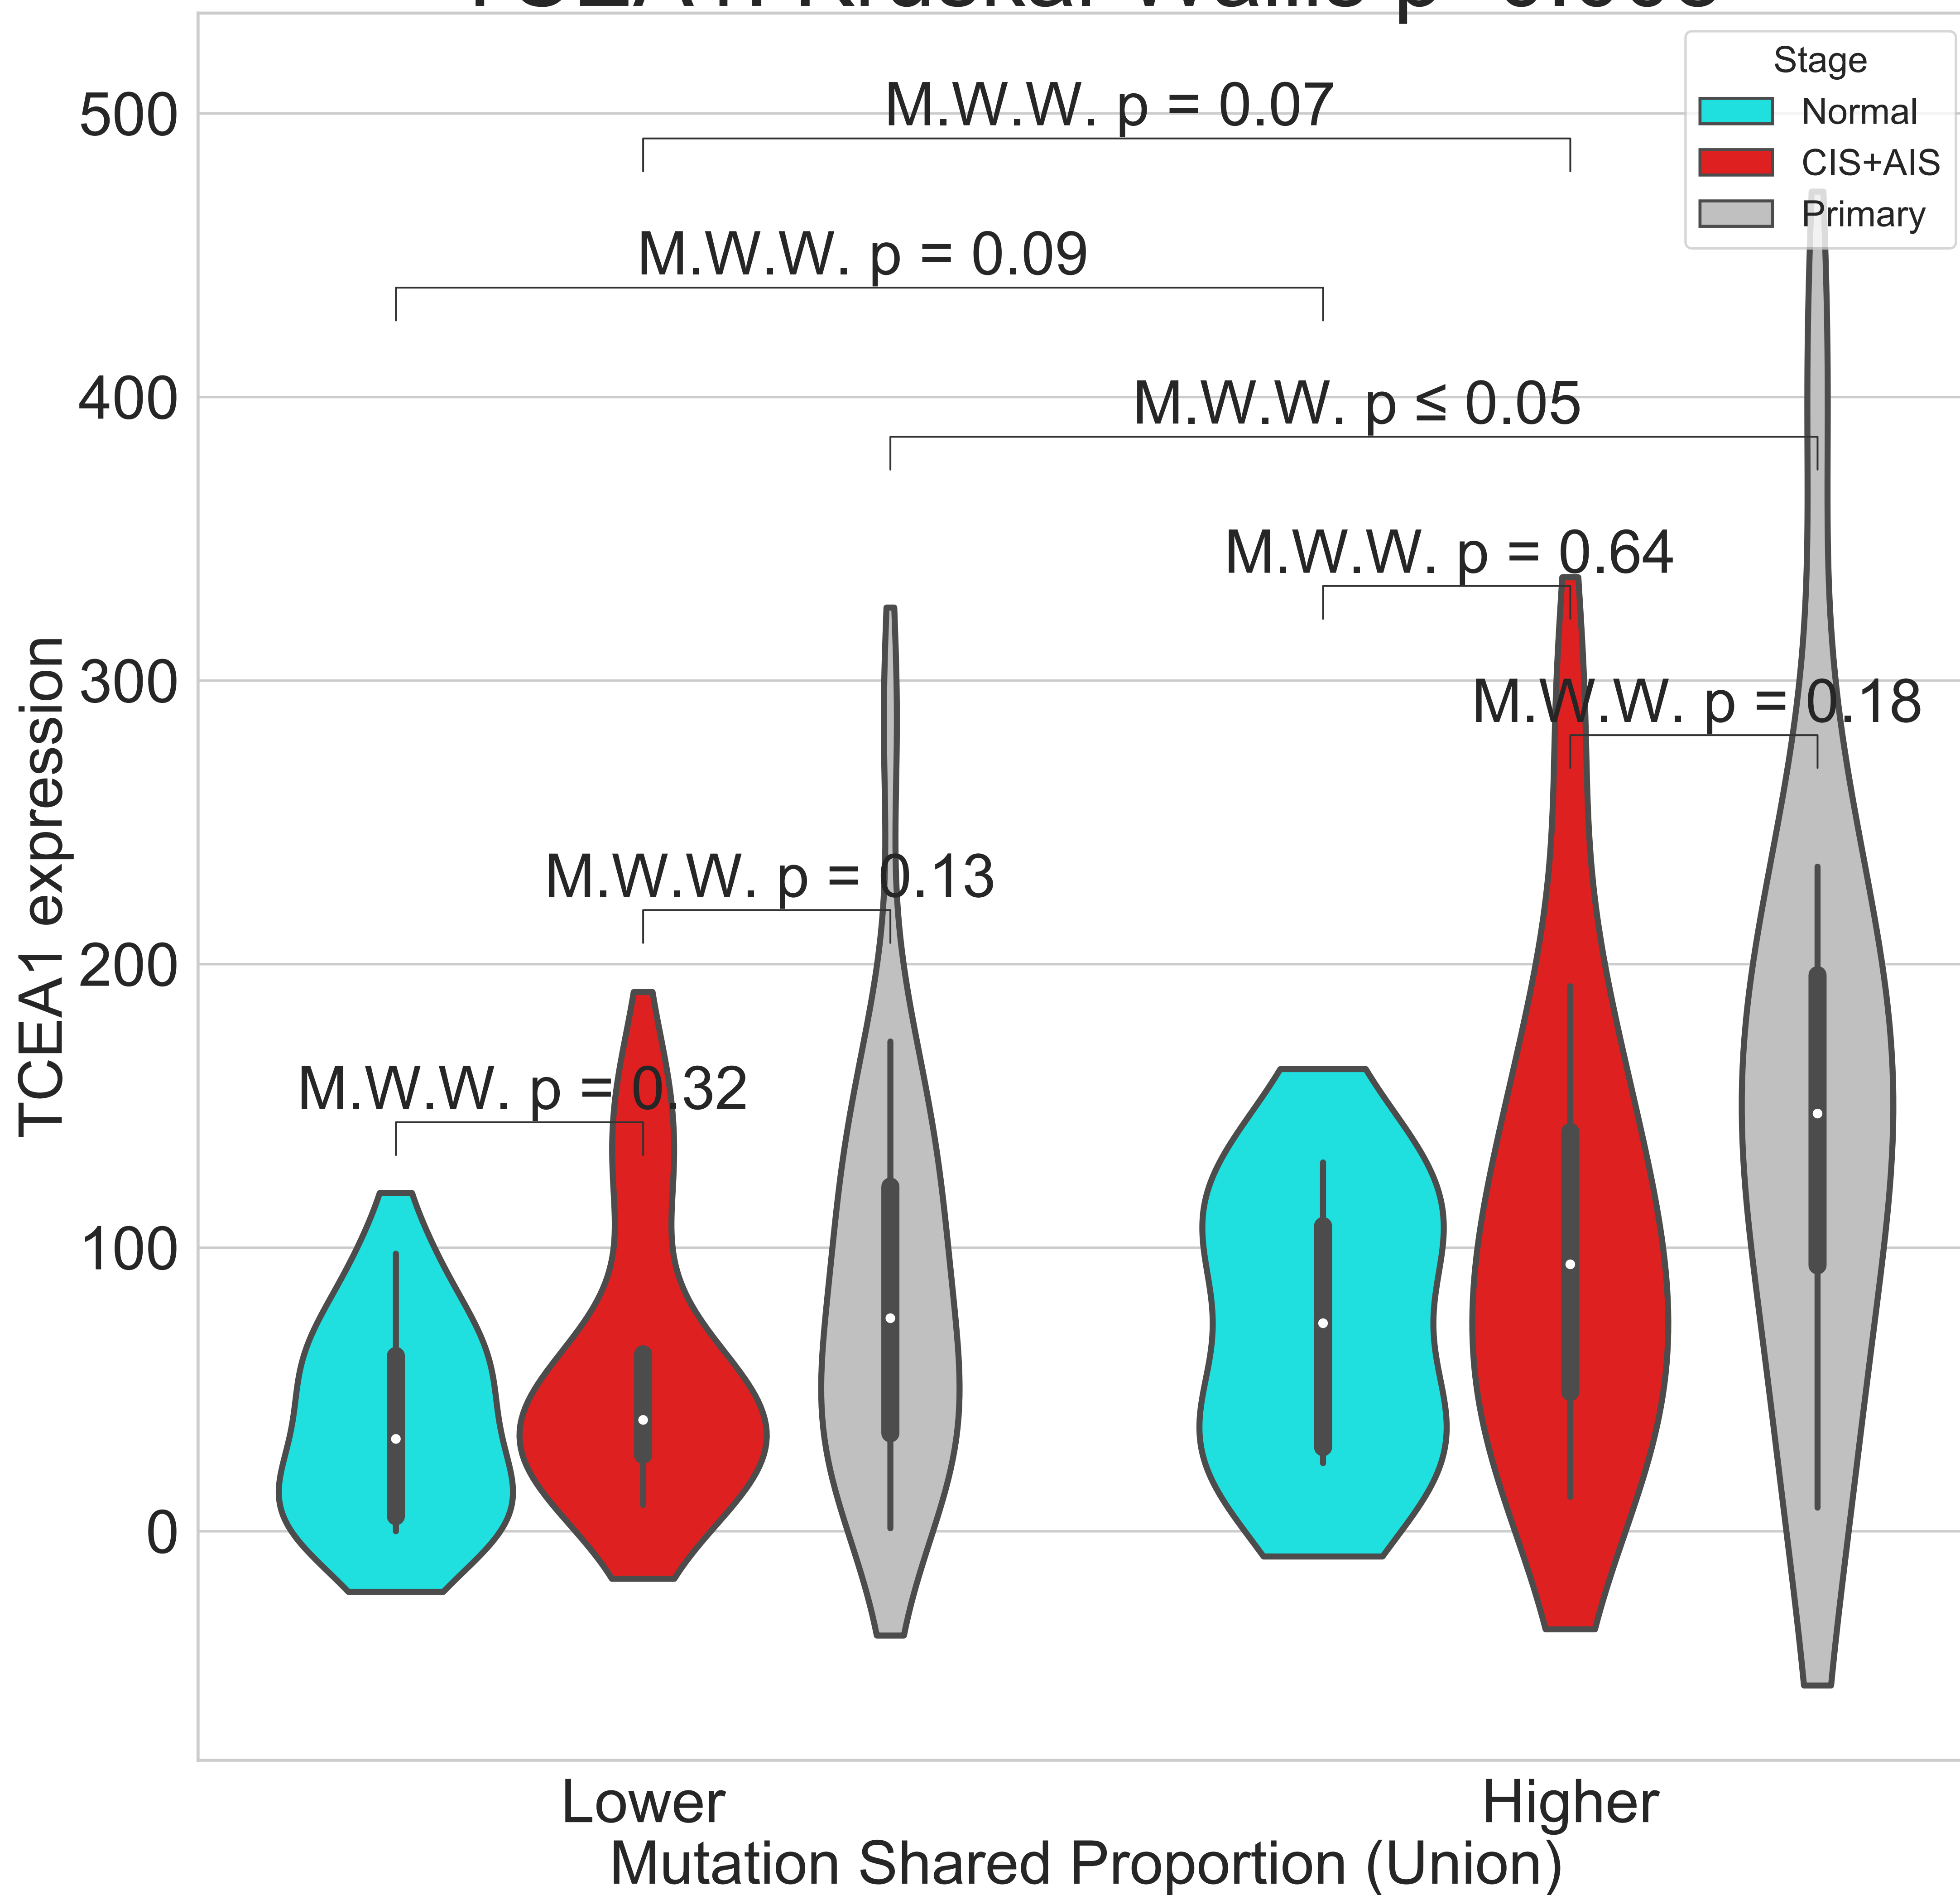 500
400
300
200
100
0
TCEA1 expression
M.W.W. p = 0.07
M.W.W. p = 0.09
M.W.W. p ≤ 0.05
M.W.W. p = 0.64
M.W.W. p = 0.18
M.W.W. p = 0.13
M.W.W. p = 0.32
Stage
Normal
CIS+AIS
Primary
Lower
Higher
Mutation Shared Proportion (Union)